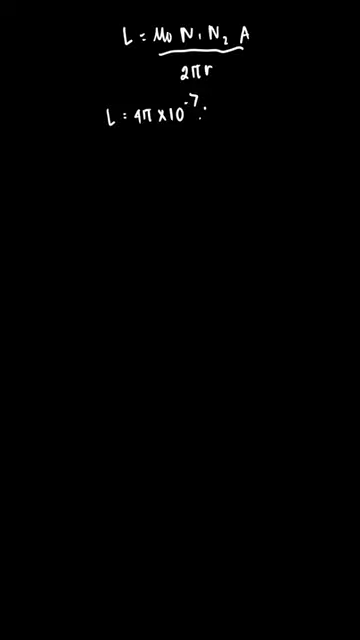 L = μ₀ N₁ N₂ A
2πr
L = 4π × 10⁻⁷.